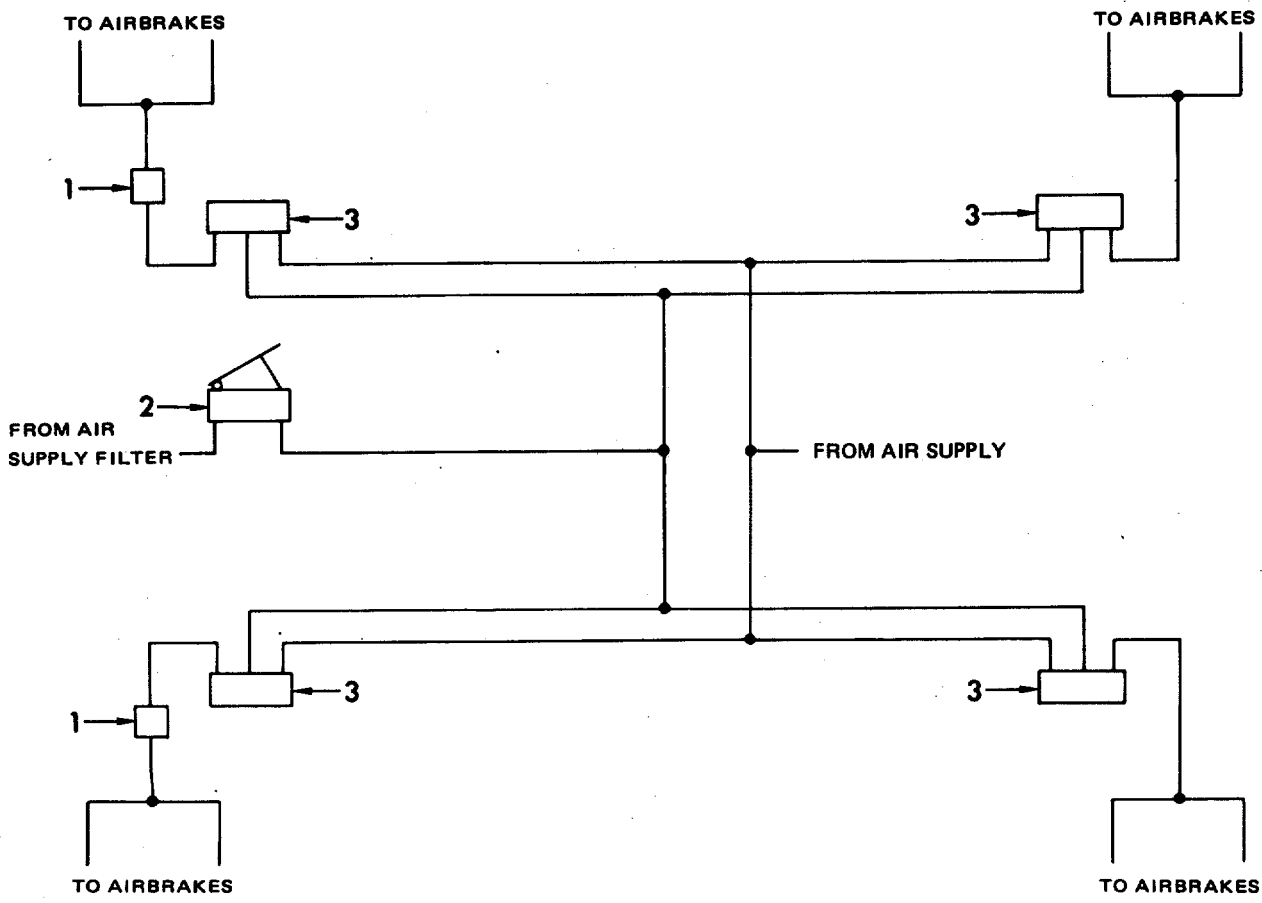 TO AIRBRAKES
TO AIRBRAKES
1
3
3
2
FROM AIR
SUPPLY FILTER
FROM AIR SUPPLY
3
3
1
TO AIRBRAKES
TO AIRBRAKES